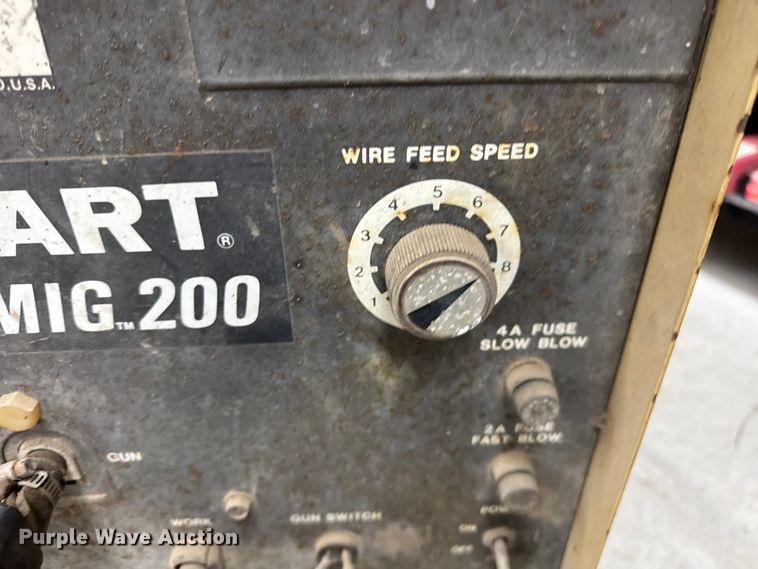 D.U.S.A.
WIRE FEED SPEED
ART®
MIG™ 200
1 2 3 4 5 6 7 8
4A FUSE
SLOW BLOW
2A FUSE
FAST BLOW
GUN
WORK
GUN SWITCH
ON
OFF
Purple Wave Auction